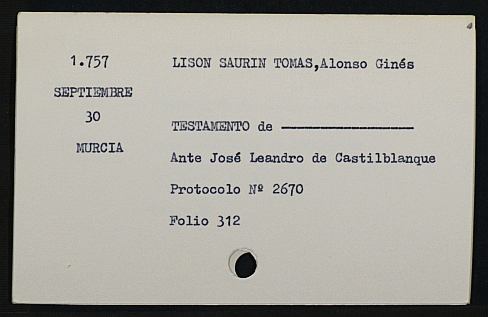 1.757
SEPTIEMBRE
30
MURCIA
LISON SAURIN TOMAS,Alonso Ginés
TESTAMENTO de ————————
Ante José Leandro de Castilblanque
Protocolo Nº 2670
Folio 312